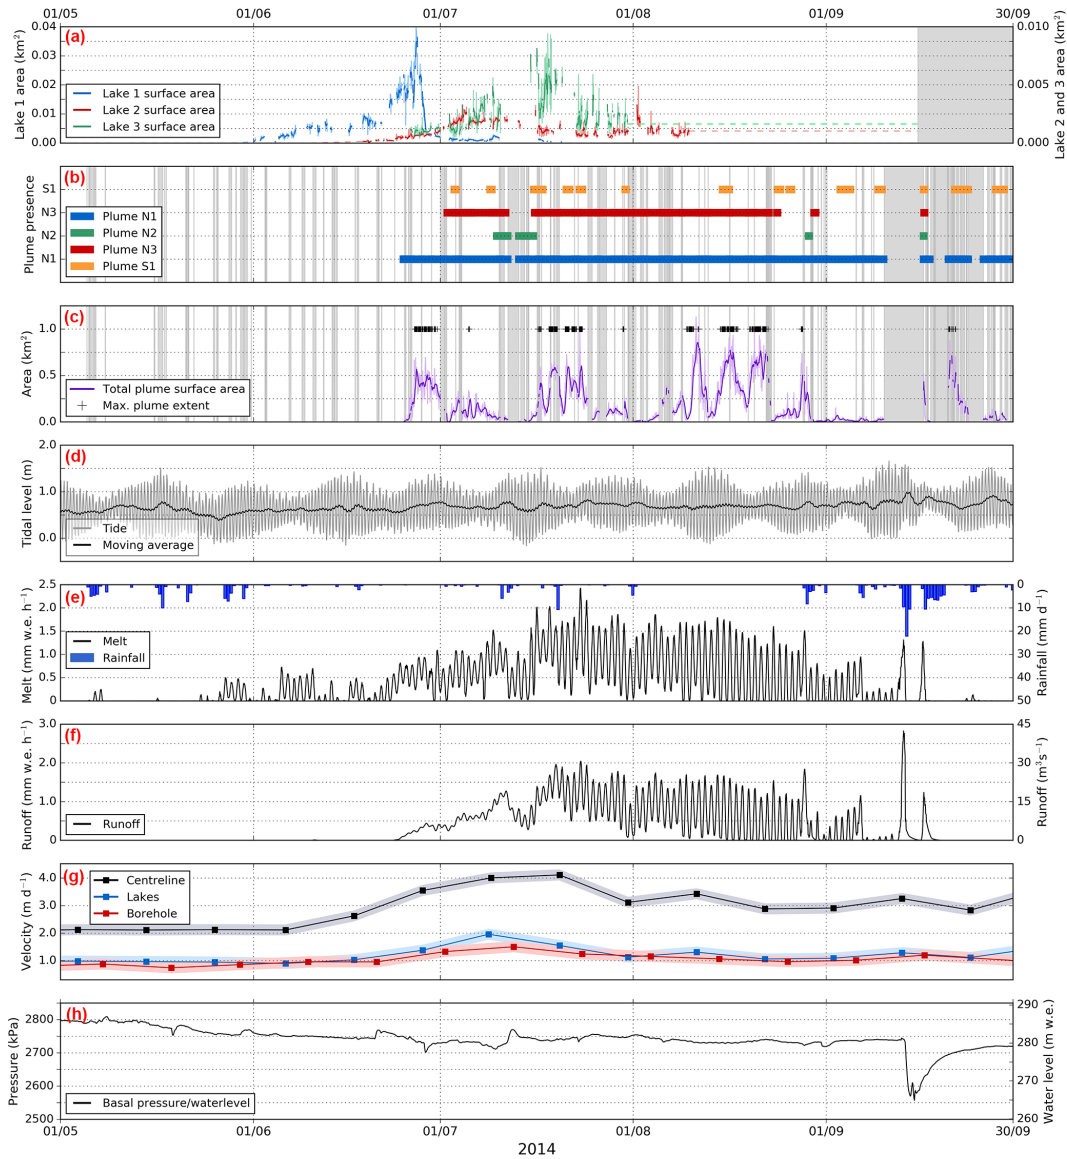 01/05 01/06 01/07 01/08 01/09 30/09
(a)
Lake 1 area (km²)
0.04 0.03 0.02 0.01 0.00
Lake 1 surface area
Lake 2 surface area
Lake 3 surface area
0.010 0.005 0.000
Lake 2 and 3 area (km²)
(b)
Plume presence
S1 N3 N2 N1
Plume N1
Plume N2
Plume N3
Plume S1
(c)
Area (km²)
1.0 0.5 0.0
Total plume surface area
+ Max. plume extent
(d)
Tidal level (m)
2.0 1.0 0.0
Tide
Moving average
(e)
Melt (mm w.e. h⁻¹)
2.5 2.0 1.5 1.0 0.5 0
Melt
Rainfall
0 10 20 30 40 50
Rainfall (mm d⁻¹)
(f)
Runoff (mm w.e. h⁻¹)
3.0 2.0 1.0 0
Runoff
45 30 15 0
Runoff (m³s⁻¹)
(g)
Velocity (m d⁻¹)
4.0 3.0 2.0 1.0
Centreline
Lakes
Borehole
(h)
Pressure (kPa)
2800 2700 2600 2500
Basal pressure/waterlevel
290 280 270 260
Water level (m w.e.)
01/05 01/06 01/07 01/08 01/09 30/09
2014